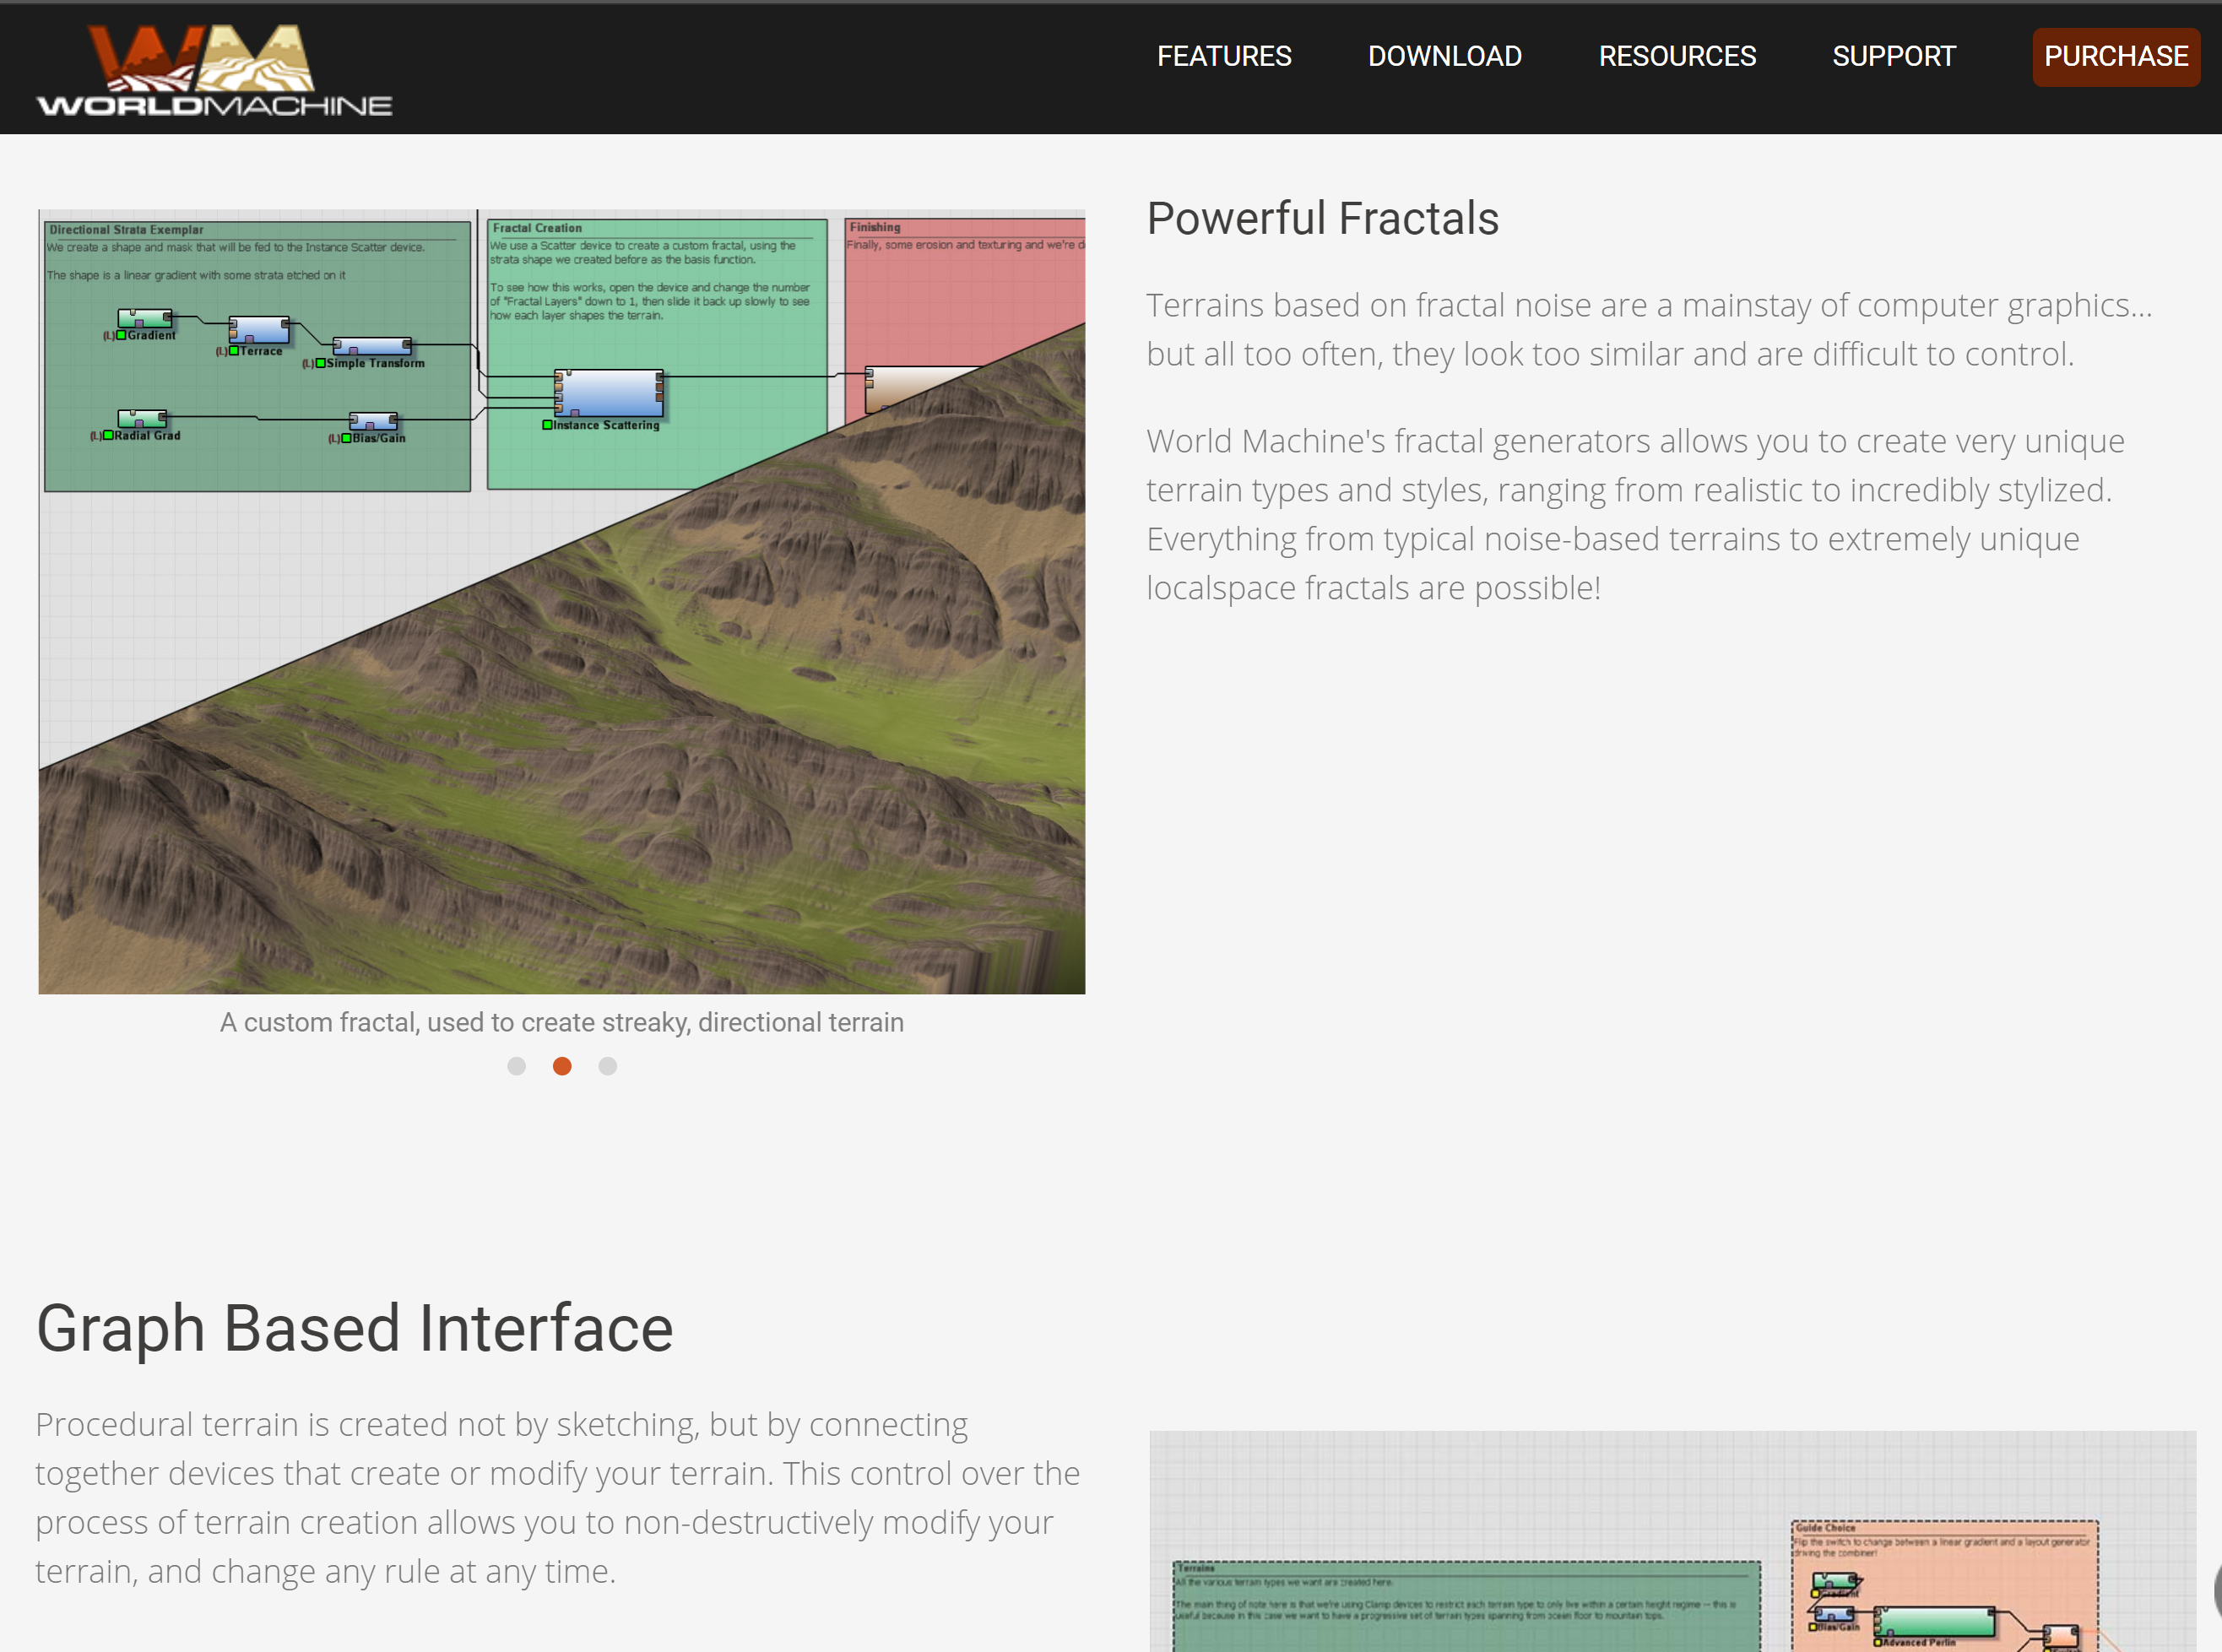 WM
WORLDMACHINE
FEATURES
DOWNLOAD
RESOURCES
SUPPORT
PURCHASE
Directional Strata Exemplar
We create a shape and mask that will be fed to the Instance Scatter device.
The shape is a linear gradient with some strata etched on it
(L) Gradient
(L) Terrace
(L) Simple Transform
(L) Radial Grad
(L) Bias/Gain
Fractal Creation
We use a Scatter device to create a custom fractal, using the
strata shape we created before as the basis function.
To see how this works, open the device and change the number
of "Fractal Layers" down to 1, then slide it back up slowly to see
how each layer shapes the terrain.
Instance Scattering
Finishing
Finally, some erosion and texturing and we're d
A custom fractal, used to create streaky, directional terrain
Powerful Fractals
Terrains based on fractal noise are a mainstay of computer graphics...
but all too often, they look too similar and are difficult to control.
World Machine's fractal generators allows you to create very unique
terrain types and styles, ranging from realistic to incredibly stylized.
Everything from typical noise-based terrains to extremely unique
localspace fractals are possible!
Graph Based Interface
Procedural terrain is created not by sketching, but by connecting
together devices that create or modify your terrain. This control over the
process of terrain creation allows you to non-destructively modify your
terrain, and change any rule at any time.
Terrains
All the various terrain types we want are created here.
The main thing of note here is that we're using Clamp devices to restrict each terrain type to only live within a certain height regime -- this is
useful because in this case we want to have a progressive set of terrain types spanning from ocean floor to mountain tops.
Guide Choice
Flip the switch to change between a linear gradient and a layout generator
driving the combiner!
Gradient
Bias/Gain
Advanced Perlin